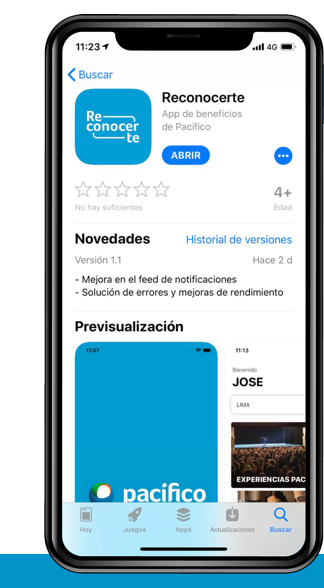 11:23
4G
Buscar
Re
conocer
te
Reconocerte
App de beneficios
de Pacifico
ABRIR
No hay suficientes
4+
Edad
Novedades
Historial de versiones
Versión 1.1
Hace 2 d
- Mejora en el feed de notificaciones
- Solución de errores y mejoras de rendimiento
Previsualización
11:07
pacífico
11:13
Bienvenido
JOSE
LIMA
EXPERIENCIAS PAC
Hoy
Juegos
Apps
Actualizaciones
Buscar